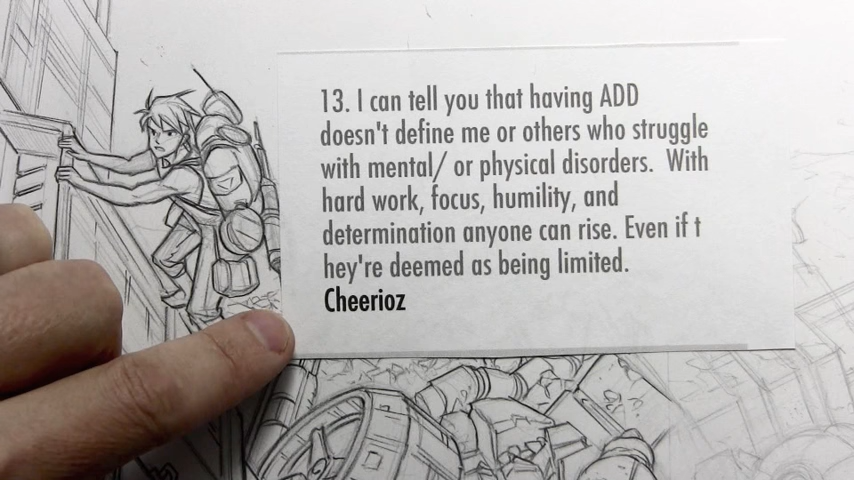 13. I can tell you that having ADD
doesn't define me or others who struggle
with mental/ or physical disorders. With
hard work, focus, humility, and
determination anyone can rise. Even if t
hey're deemed as being limited.
Cheerioz